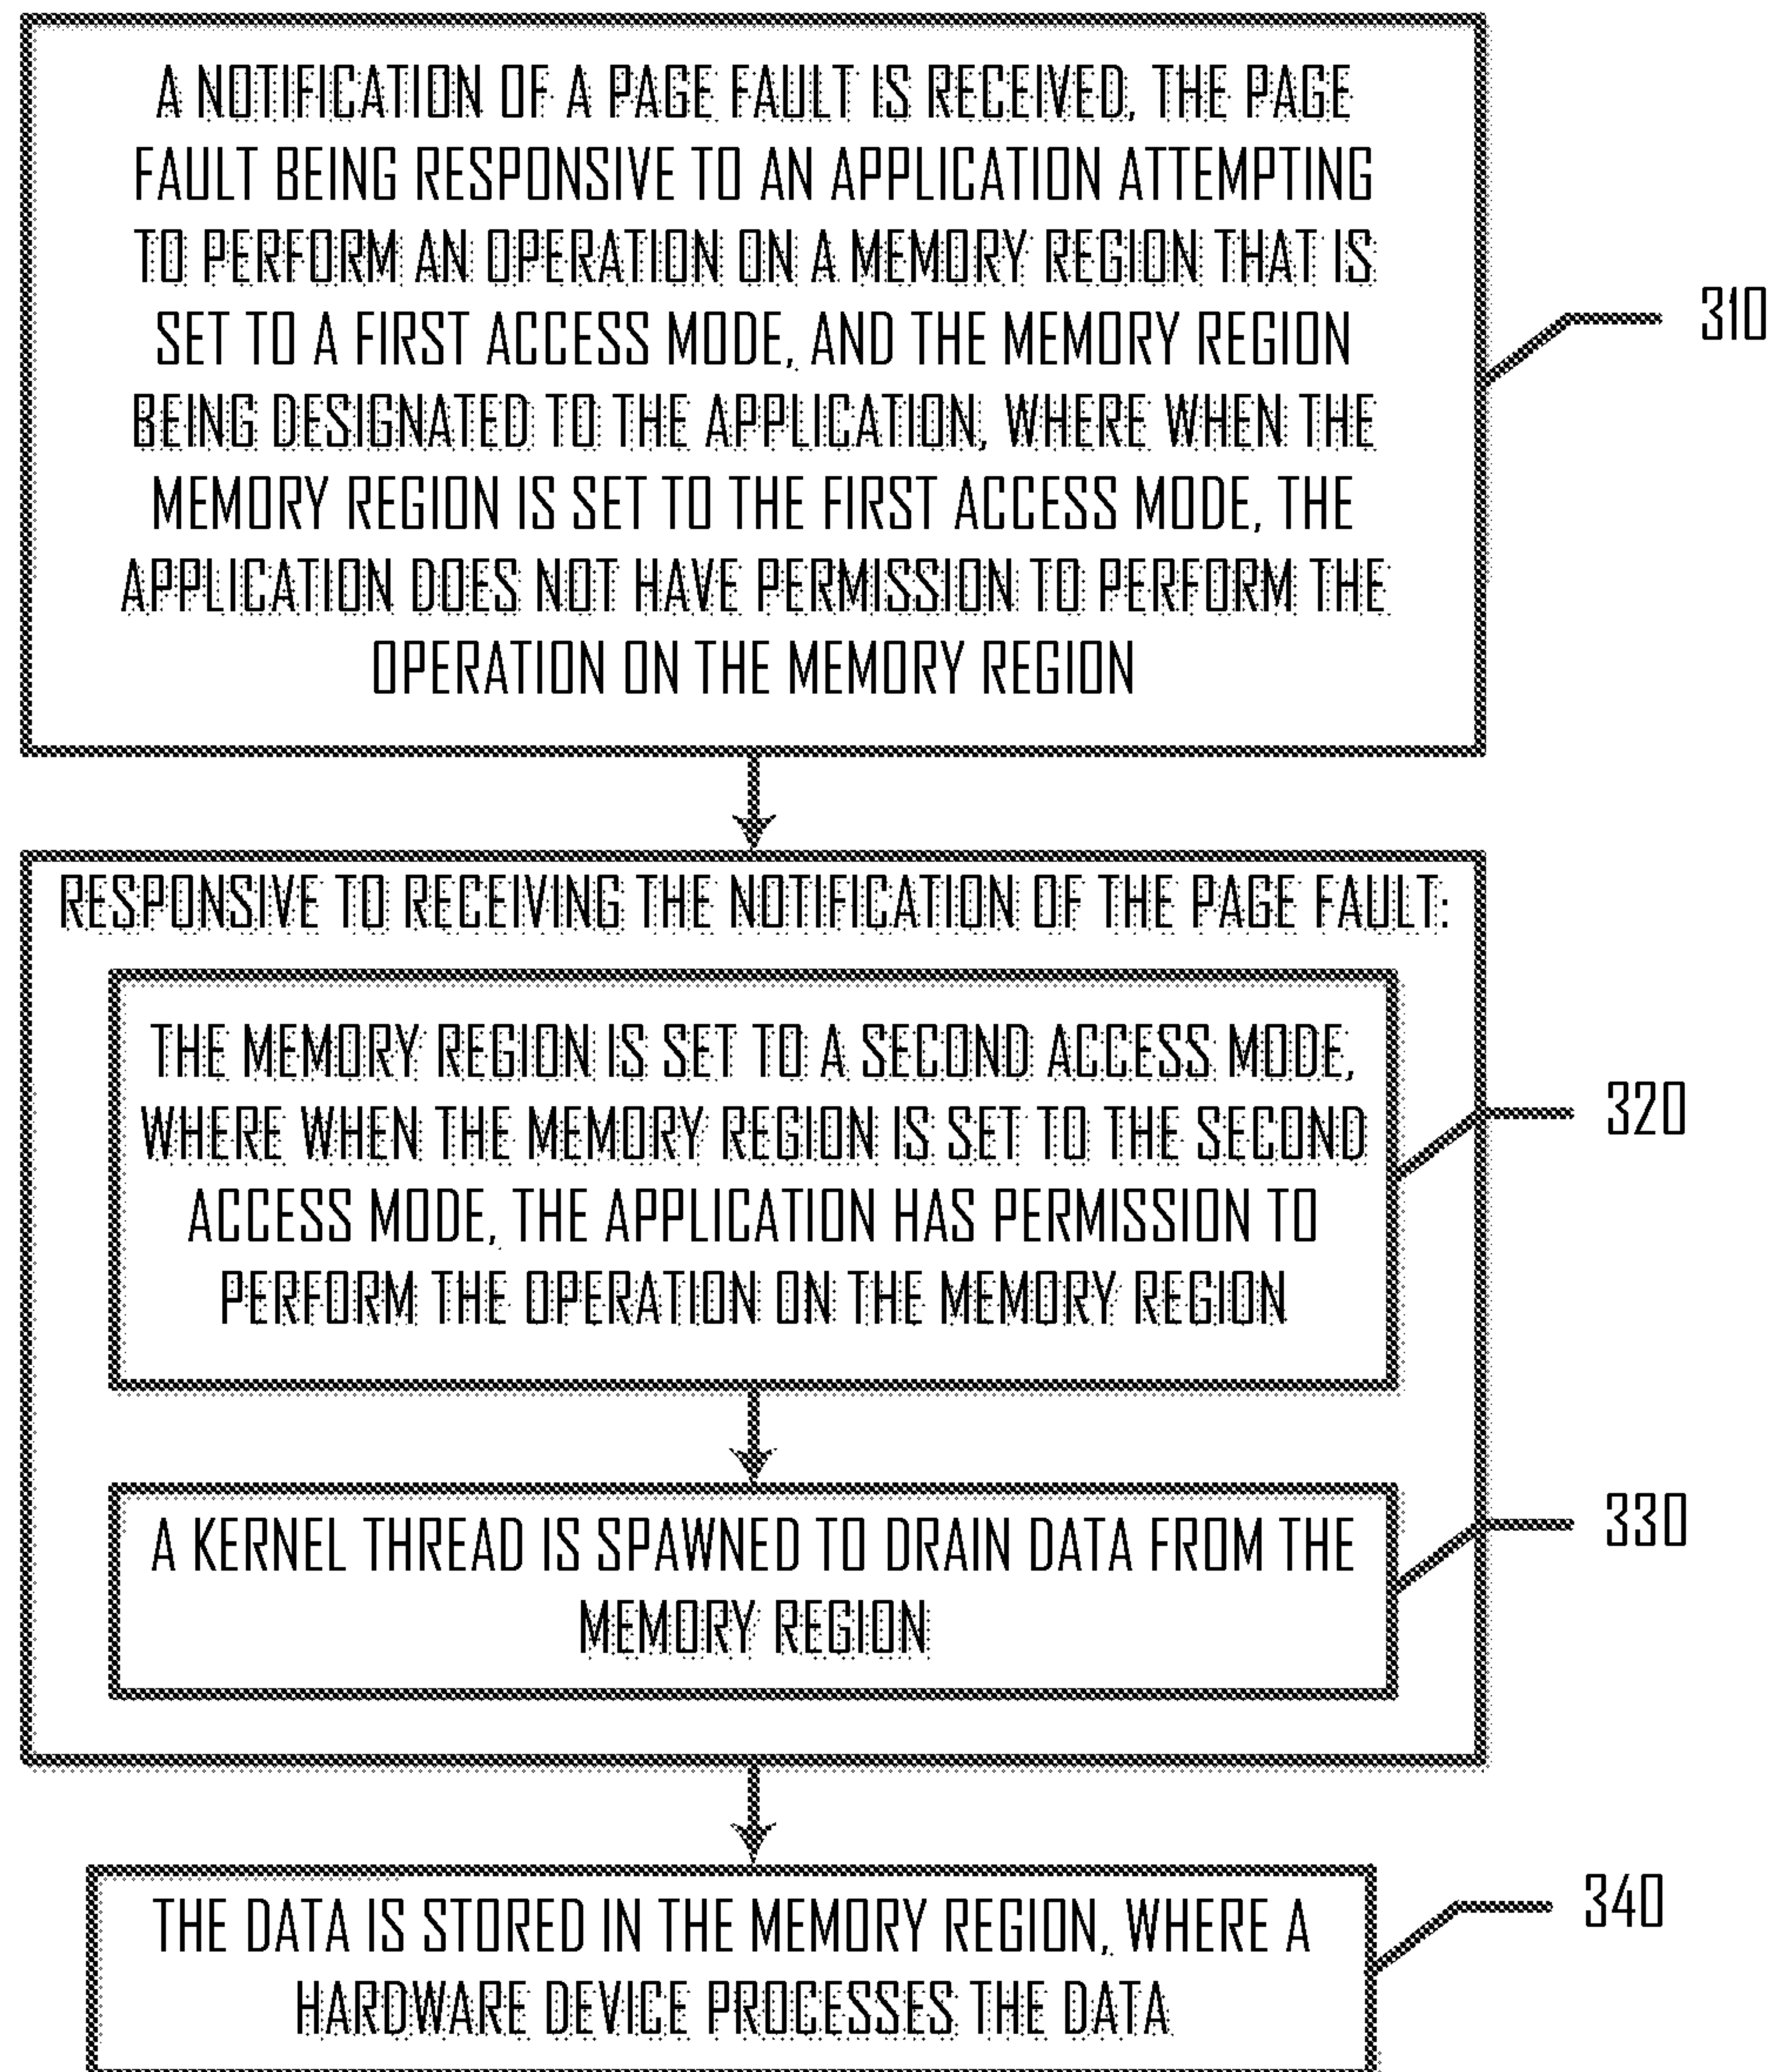 A NOTIFICATION OF A PAGE FAULT IS RECEIVED, THE PAGE
FAULT BEING RESPONSIVE TO AN APPLICATION ATTEMPTING
TO PERFORM AN OPERATION ON A MEMORY REGION THAT IS
SET TO A FIRST ACCESS MODE, AND THE MEMORY REGION
BEING DESIGNATED TO THE APPLICATION, WHERE WHEN THE
MEMORY REGION IS SET TO THE FIRST ACCESS MODE, THE
APPLICATION DOES NOT HAVE PERMISSION TO PERFORM THE
OPERATION ON THE MEMORY REGION
310
RESPONSIVE TO RECEIVING THE NOTIFICATION OF THE PAGE FAULT:
THE MEMORY REGION IS SET TO A SECOND ACCESS MODE,
WHERE WHEN THE MEMORY REGION IS SET TO THE SECOND
ACCESS MODE, THE APPLICATION HAS PERMISSION TO
PERFORM THE OPERATION ON THE MEMORY REGION
320
A KERNEL THREAD IS SPAWNED TO DRAIN DATA FROM THE
MEMORY REGION
330
THE DATA IS STORED IN THE MEMORY REGION, WHERE A
HARDWARE DEVICE PROCESSES THE DATA
340